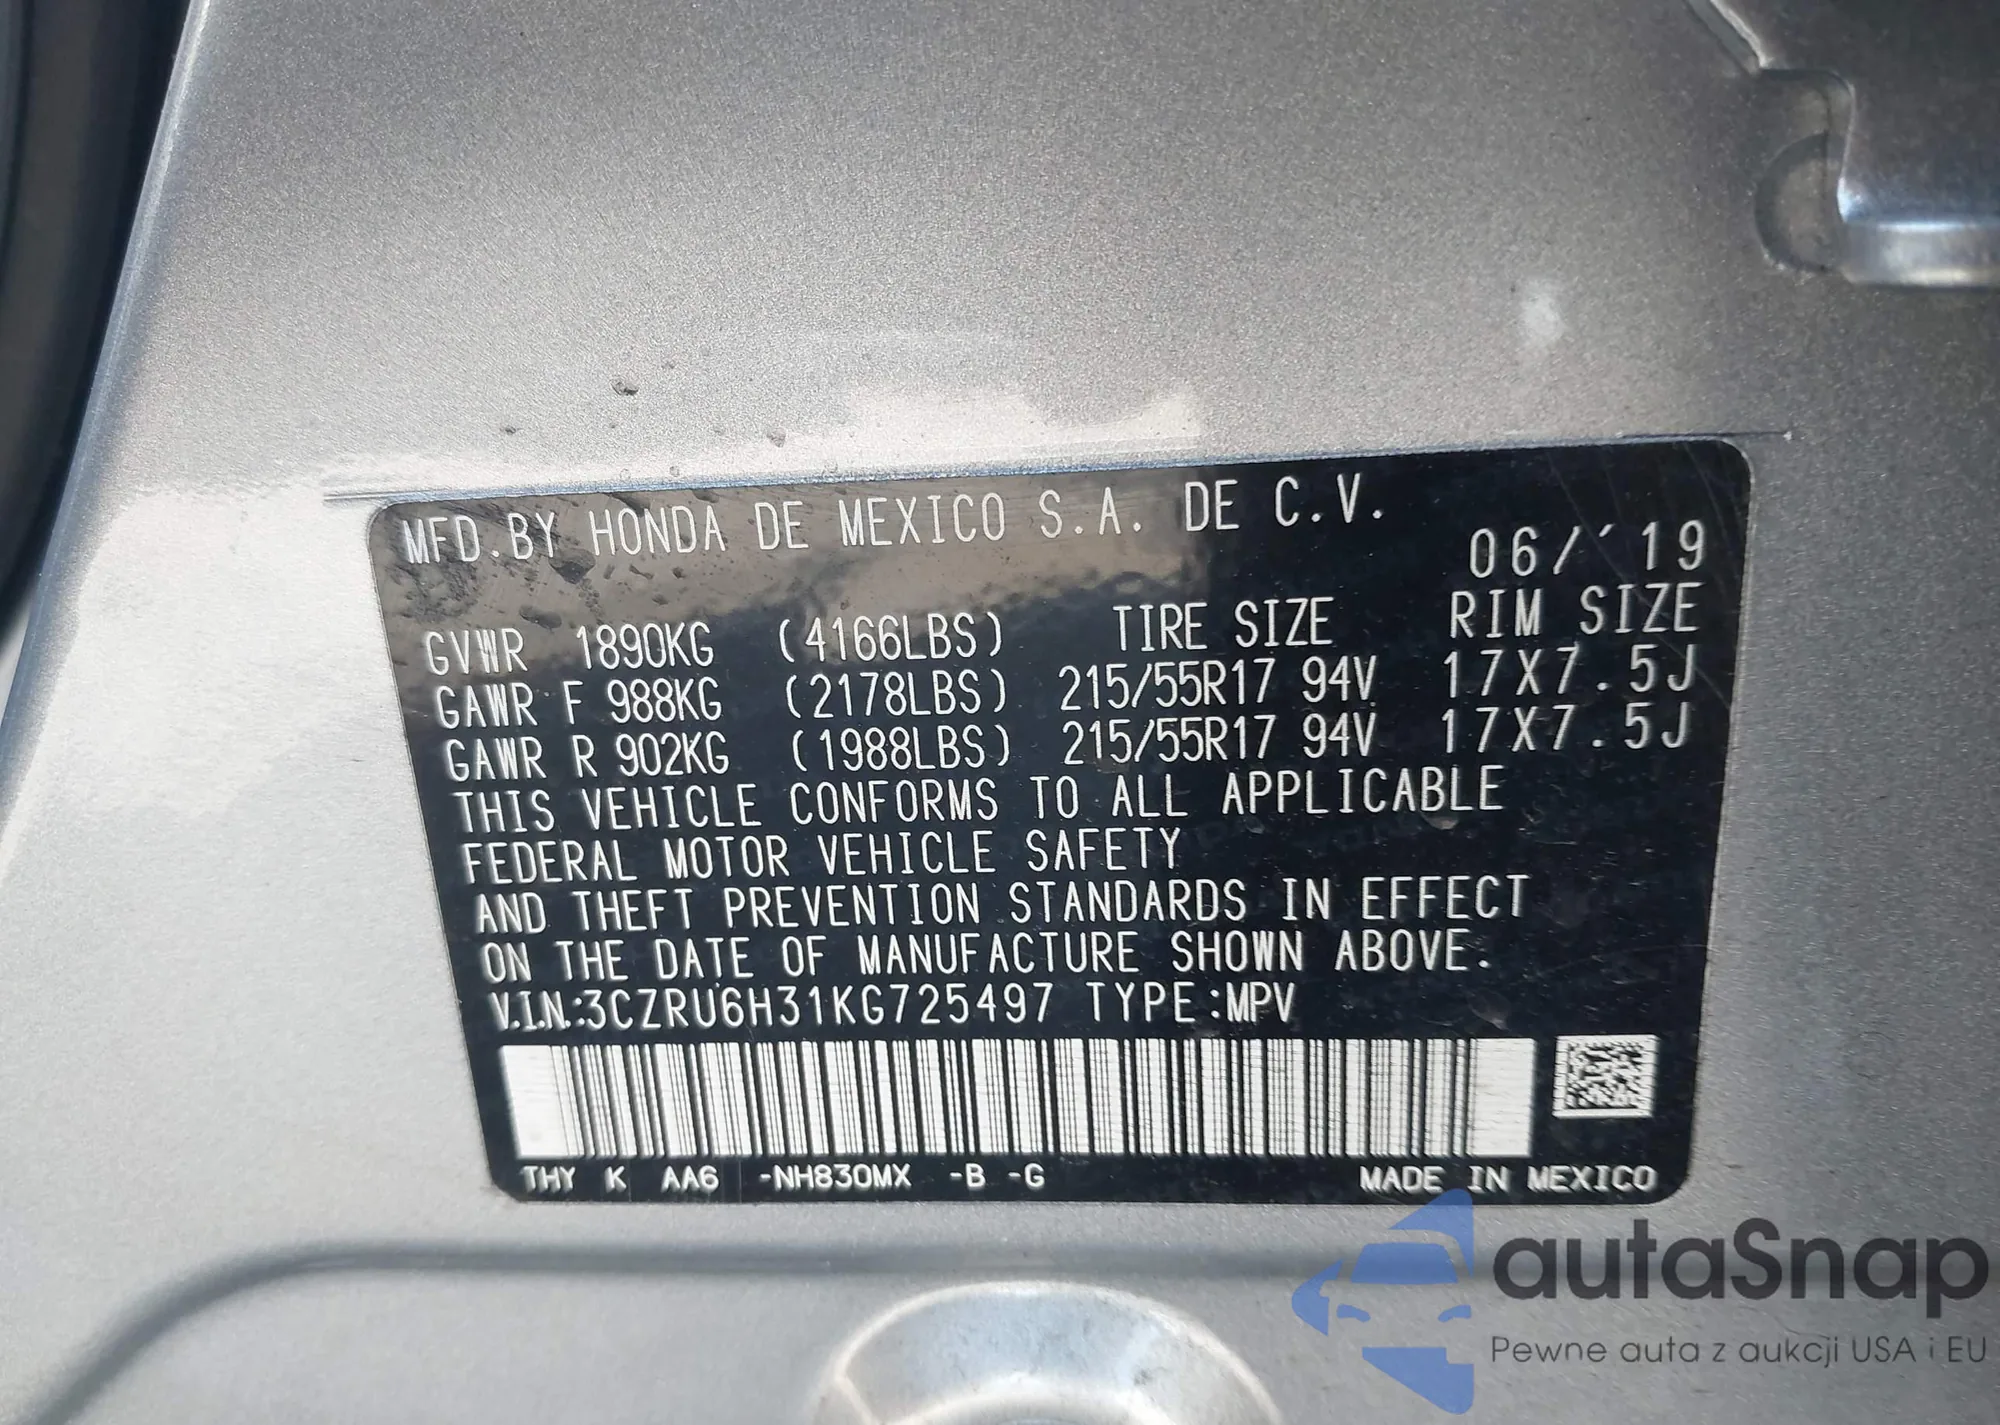 MFD.BY HONDA DE MEXICO S.A. DE C.V.
06/'19
GVWR 1890KG (4166LBS) TIRE SIZE RIM SIZE
GAWR F 988KG (2178LBS) 215/55R17 94V 17X7.5J
GAWR R 902KG (1988LBS) 215/55R17 94V 17X7.5J
THIS VEHICLE CONFORMS TO ALL APPLICABLE
FEDERAL MOTOR VEHICLE SAFETY
AND THEFT PREVENTION STANDARDS IN EFFECT
ON THE DATE OF MANUFACTURE SHOWN ABOVE.
V.I.N.:3CZRU6H31KG725497 TYPE:MPV
THY K AA6 -NH830MX -B -G MADE IN MEXICO
autaSnap
Pewne auta z aukcji USA i EU